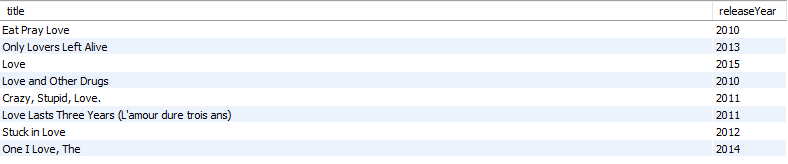 title releaseYear
Eat Pray Love 2010
Only Lovers Left Alive 2013
Love 2015
Love and Other Drugs 2010
Crazy, Stupid, Love. 2011
Love Lasts Three Years (L'amour dure trois ans) 2011
Stuck in Love 2012
One I Love, The 2014